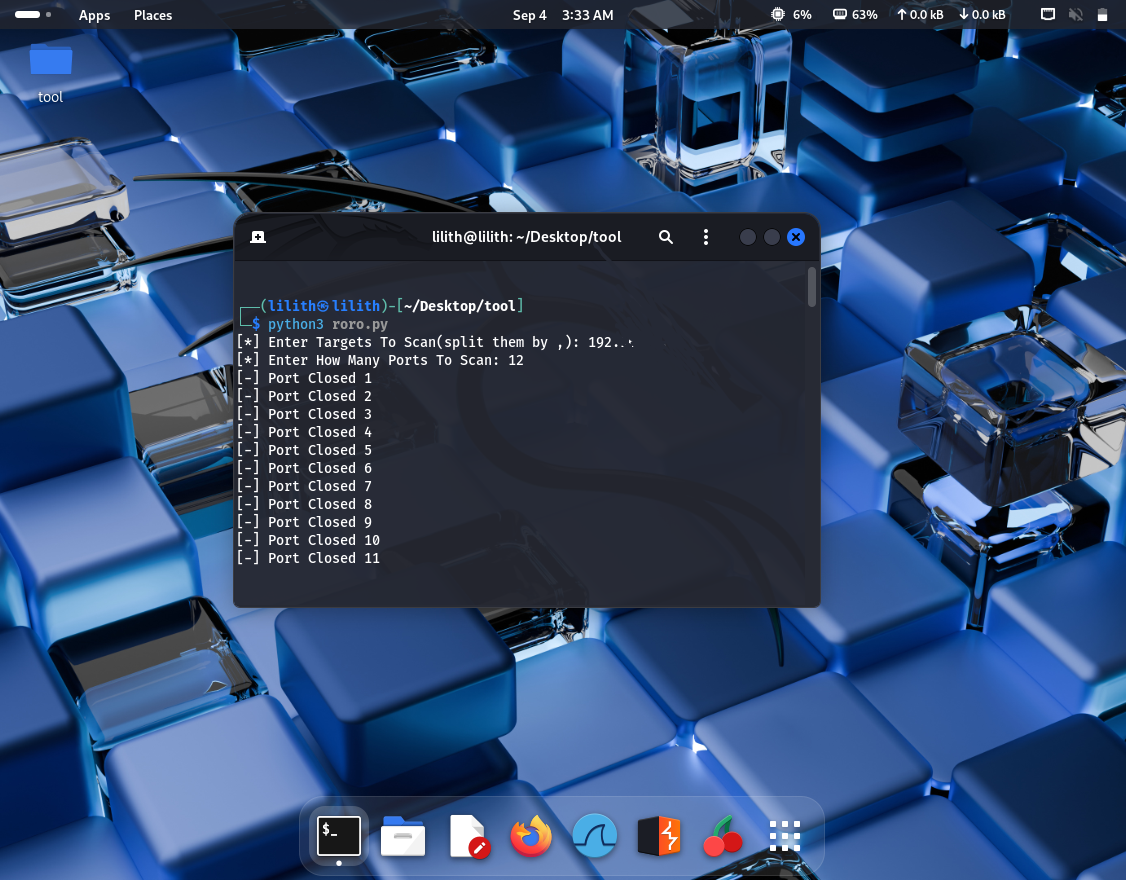 Apps Places Sep 4 3:33 AM 6% 63% 0.0 kB 0.0 kB
tool
lilith@lilith: ~/Desktop/tool
┌──(lilith㉿lilith)-[~/Desktop/tool]
└─$ python3 roro.py
[*] Enter Targets To Scan(split them by ,): 192.
[*] Enter How Many Ports To Scan: 12
[-] Port Closed 1
[-] Port Closed 2
[-] Port Closed 3
[-] Port Closed 4
[-] Port Closed 5
[-] Port Closed 6
[-] Port Closed 7
[-] Port Closed 8
[-] Port Closed 9
[-] Port Closed 10
[-] Port Closed 11
$_